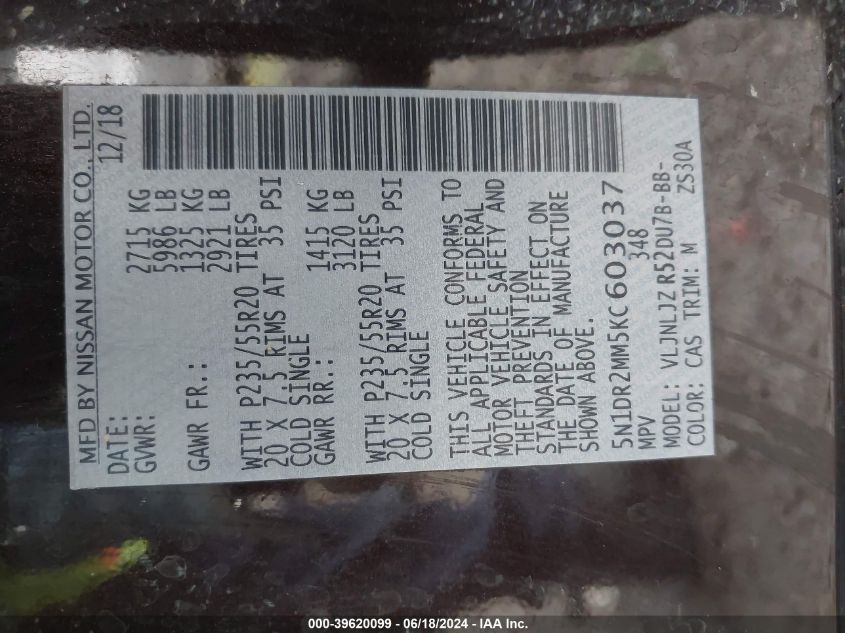 MFD BY NISSAN MOTOR CO., LTD.
DATE: 12/18
GVWR: 2715 KG
5986 LB
GAWR FR.: 1325 KG
2921 LB
WITH P235/55R20 TIRES
20 X 7.5 RIMS AT 35 PSI
COLD SINGLE
GAWR RR.: 1415 KG
3120 LB
WITH P235/55R20 TIRES
20 X 7.5 RIMS AT 35 PSI
COLD SINGLE
THIS VEHICLE CONFORMS TO
ALL APPLICABLE FEDERAL
MOTOR VEHICLE SAFETY AND
THEFT PREVENTION
STANDARDS IN EFFECT ON
THE DATE OF MANUFACTURE
SHOWN ABOVE.
5N1DR2MM5KC603037
MPV 348
MODEL: VLJNLJZ R52DU7B-BB-
COLOR: CAS TRIM: M ZS30A
000-39620099 - 06/18/2024 - IAA Inc.